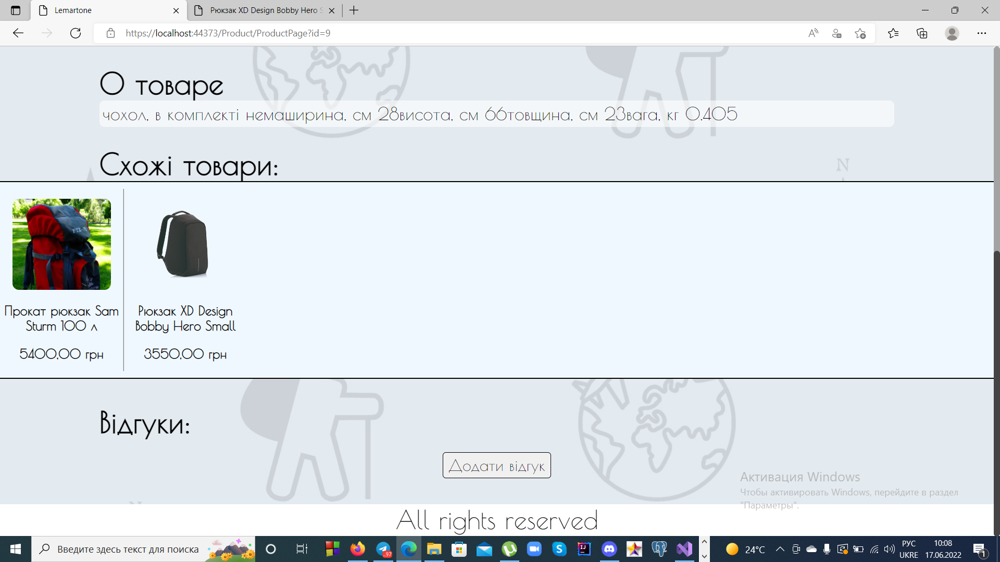 Lemartone
Рюкзак XD Design Bobby Hero S
https://localhost:44373/Product/ProductPage?id=9
О товаре
чохол, в комплекті немаширина, см 28висота, см 66товщина, см 23вага, кг 0.405
Схожі товари:
N
FTX-
Прокат рюкзак Sam
Sturm 100 л
5400,00 грн
Рюкзак XD Design
Bobby Hero Small
3550,00 грн
Відгуки:
Додати відгук
Активация Windows
Чтобы активировать Windows, перейдите в раздел
"Параметры".
All rights reserved
Введите здесь текст для поиска
..97
IJ
24°C
РУС
UKRE
10:08
17.06.2022
1